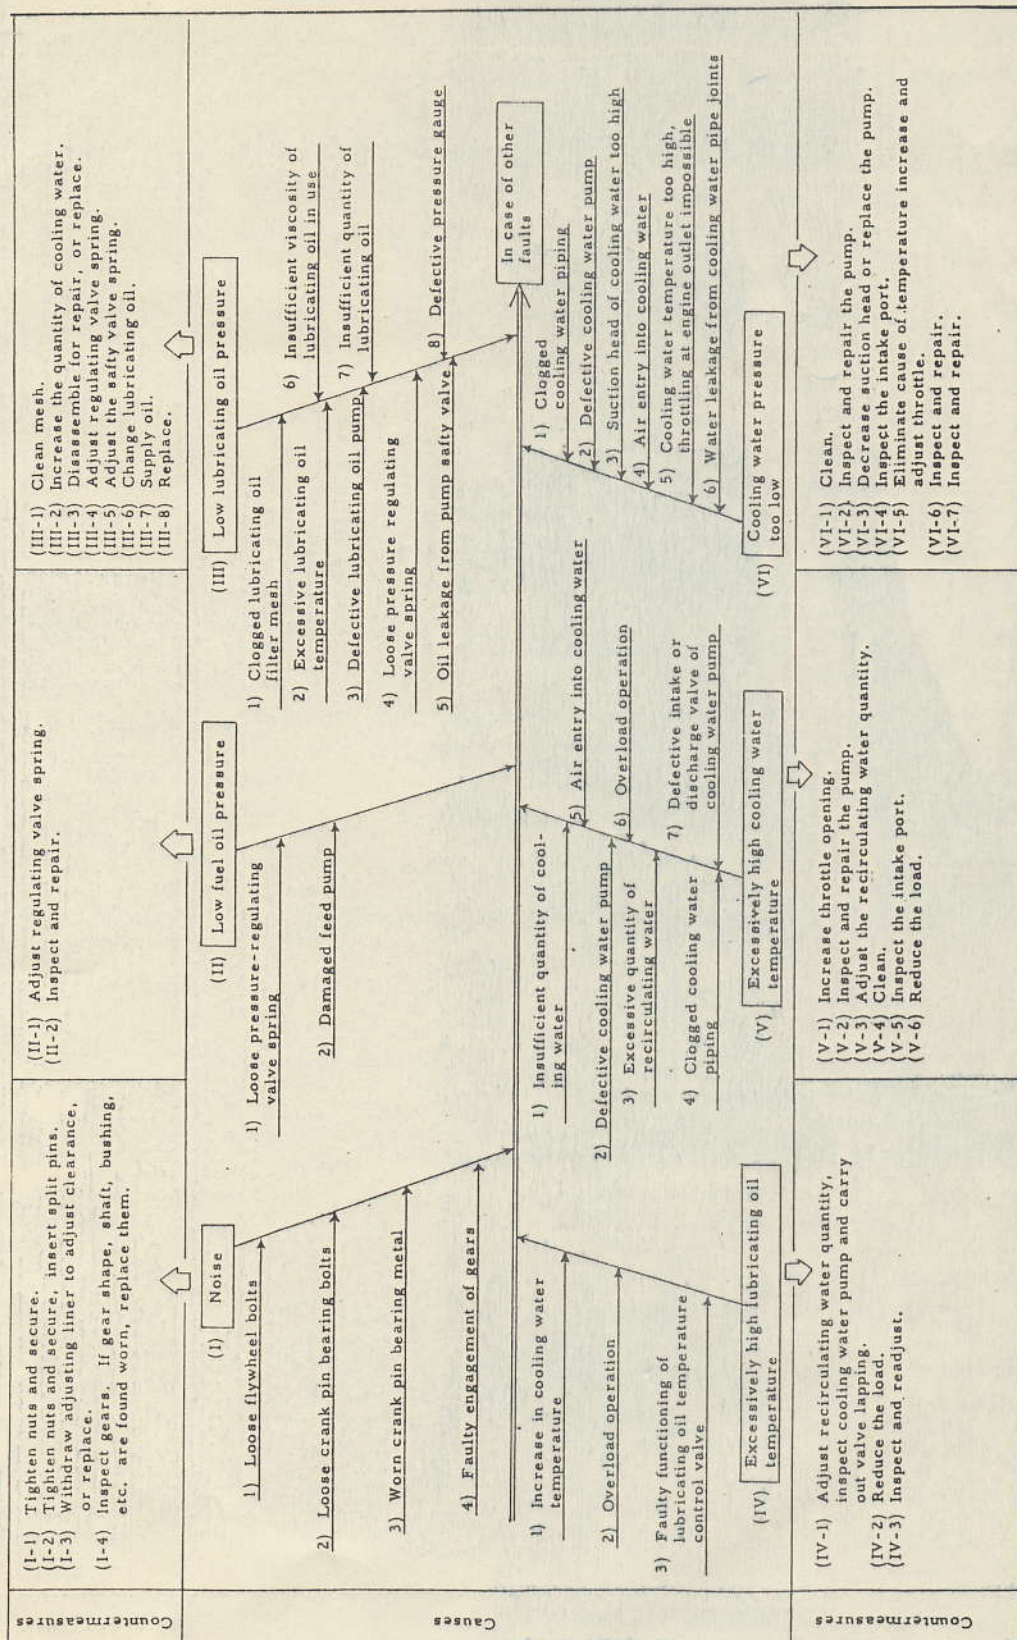 Countermeasures
(I-1) Tighten nuts and secure.
(I-2) Tighten nuts and secure, insert split pins.
(I-3) Withdraw adjusting liner to adjust clearance,
or replace.
(I-4) Inspect gears. If gear shape, shaft, bushing,
etc. are found worn, replace them.
(II-1) Adjust regulating valve spring.
(II-2) Inspect and repair.
(III-1) Clean mesh.
(III-2) Increase the quantity of cooling water.
(III-3) Disassemble for repair, or replace.
(III-4) Adjust regulating valve spring.
(III-5) Adjust the safty valve spring.
(III-6) Change lubricating oil.
(III-7) Supply oil.
(III-8) Replace.
Causes
(I) Noise
1) Loose flywheel bolts
2) Loose crank pin bearing bolts
3) Worn crank pin bearing metal
4) Faulty engagement of gears
(II) Low fuel oil pressure
1) Loose pressure-regulating
valve spring
2) Damaged feed pump
(III) Low lubricating oil pressure
1) Clogged lubricating oil
filter mesh
2) Excessive lubricating oil
temperature
3) Defective lubricating oil pump
4) Loose pressure regulating
valve spring
5) Oil leakage from pump safty valve
6) Insufficient viscosity of
lubricating oil in use
7) Insufficient quantity of
lubricating oil
8) Defective pressure gauge
In case of other
faults
1) Increase in cooling water
temperature
2) Overload operation
3) Faulty functioning of
lubricating oil temperature
control valve
(IV) Excessively high lubricating oil
temperature
1) Insufficient quantity of cool-
ing water
2) Defective cooling water pump
3) Excessive quantity of
recirculating water
4) Clogged cooling water
piping
5) Air entry into cooling water
6) Overload operation
7) Defective intake or
discharge valve of
cooling water pump
(V) Excessively high cooling water
temperature
1) Clogged
cooling water piping
2) Defective cooling water pump
3) Suction head of cooling water too high
4) Air entry into cooling water
5) Cooling water temperature too high,
throttling at engine outlet impossible
6) Water leakage from cooling water pipe joints
(VI) Cooling water pressure
too low
Countermeasures
(IV-1) Adjust recirculating water quantity,
inspect cooling water pump and carry
out valve lapping.
(IV-2) Reduce the load.
(IV-3) Inspect and readjust.
(V-1) Increase throttle opening.
(V-2) Inspect and repair the pump.
(V-3) Adjust the recirculating water quantity.
(V-4) Clean.
(V-5) Inspect the intake port.
(V-6) Reduce the load.
(VI-1) Clean.
(VI-2) Inspect and repair the pump.
(VI-3) Decrease suction head or replace the pump.
(VI-4) Inspect the intake port.
(VI-5) Eliminate cause of temperature increase and
adjust throttle.
(VI-6) Inspect and repair.
(VI-7) Inspect and repair.